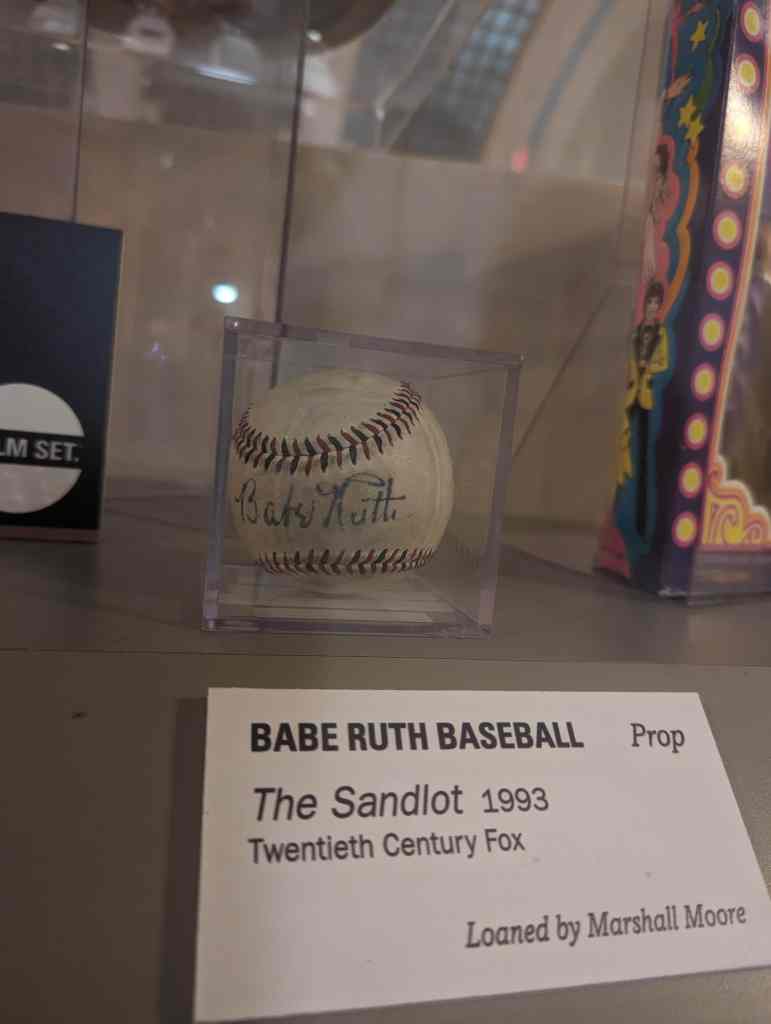 LM SET.
Babe Ruth
BABE RUTH BASEBALL Prop
The Sandlot 1993
Twentieth Century Fox
Loaned by Marshall Moore